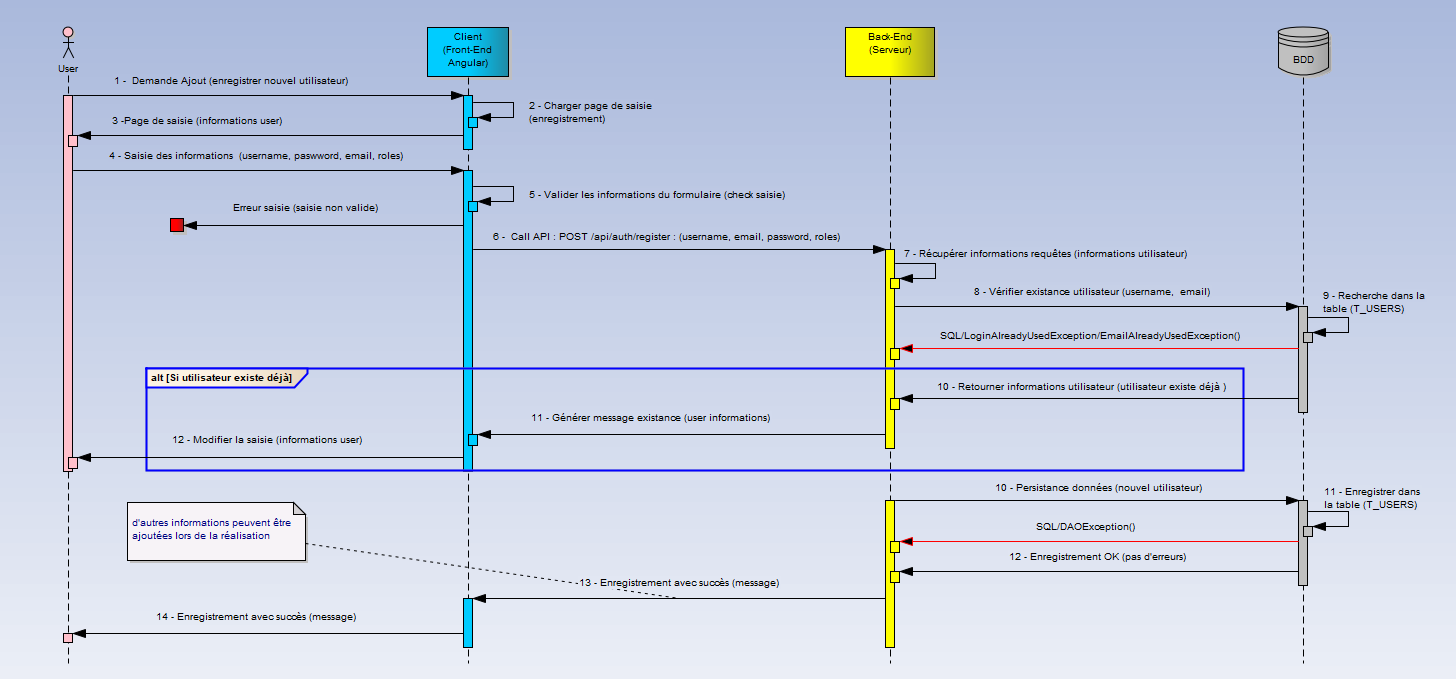 User
Client
(Front-End
Angular)
Back-End
(Serveur)
BDD
1 -  Demande Ajout (enregistrer nouvel utilisateur)
2 - Charger page de saisie
(enregistrement)
3 -Page de saisie (informations user)
4 - Saisie des informations  (username, paswword, email, roles)
5 - Valider les informations du formulaire (check saisie)
Erreur saisie (saisie non valide)
6 -  Call API : POST /api/auth/register : (username, email, password, roles)
7 - Récupérer informations requêtes (informations utilisateur)
8 - Vérifier existance utilisateur (username,  email)
9 - Recherche dans la
table (T_USERS)
SQL/LoginAlreadyUsedException/EmailAlreadyUsedException()
alt [Si utilisateur existe déjà]
10 - Retourner informations utilisateur (utilisateur existe déjà )
11 - Générer message existance (user informations)
12 - Modifier la saisie (informations user)
10 - Persistance données (nouvel utilisateur)
11 - Enregistrer dans
la table (T_USERS)
d'autres informations peuvent être
ajoutées lors de la réalisation
SQL/DAOException()
12 - Enregistrement OK (pas d'erreurs)
13 - Enregistrement avec succès (message)
14 - Enregistrement avec succès (message)